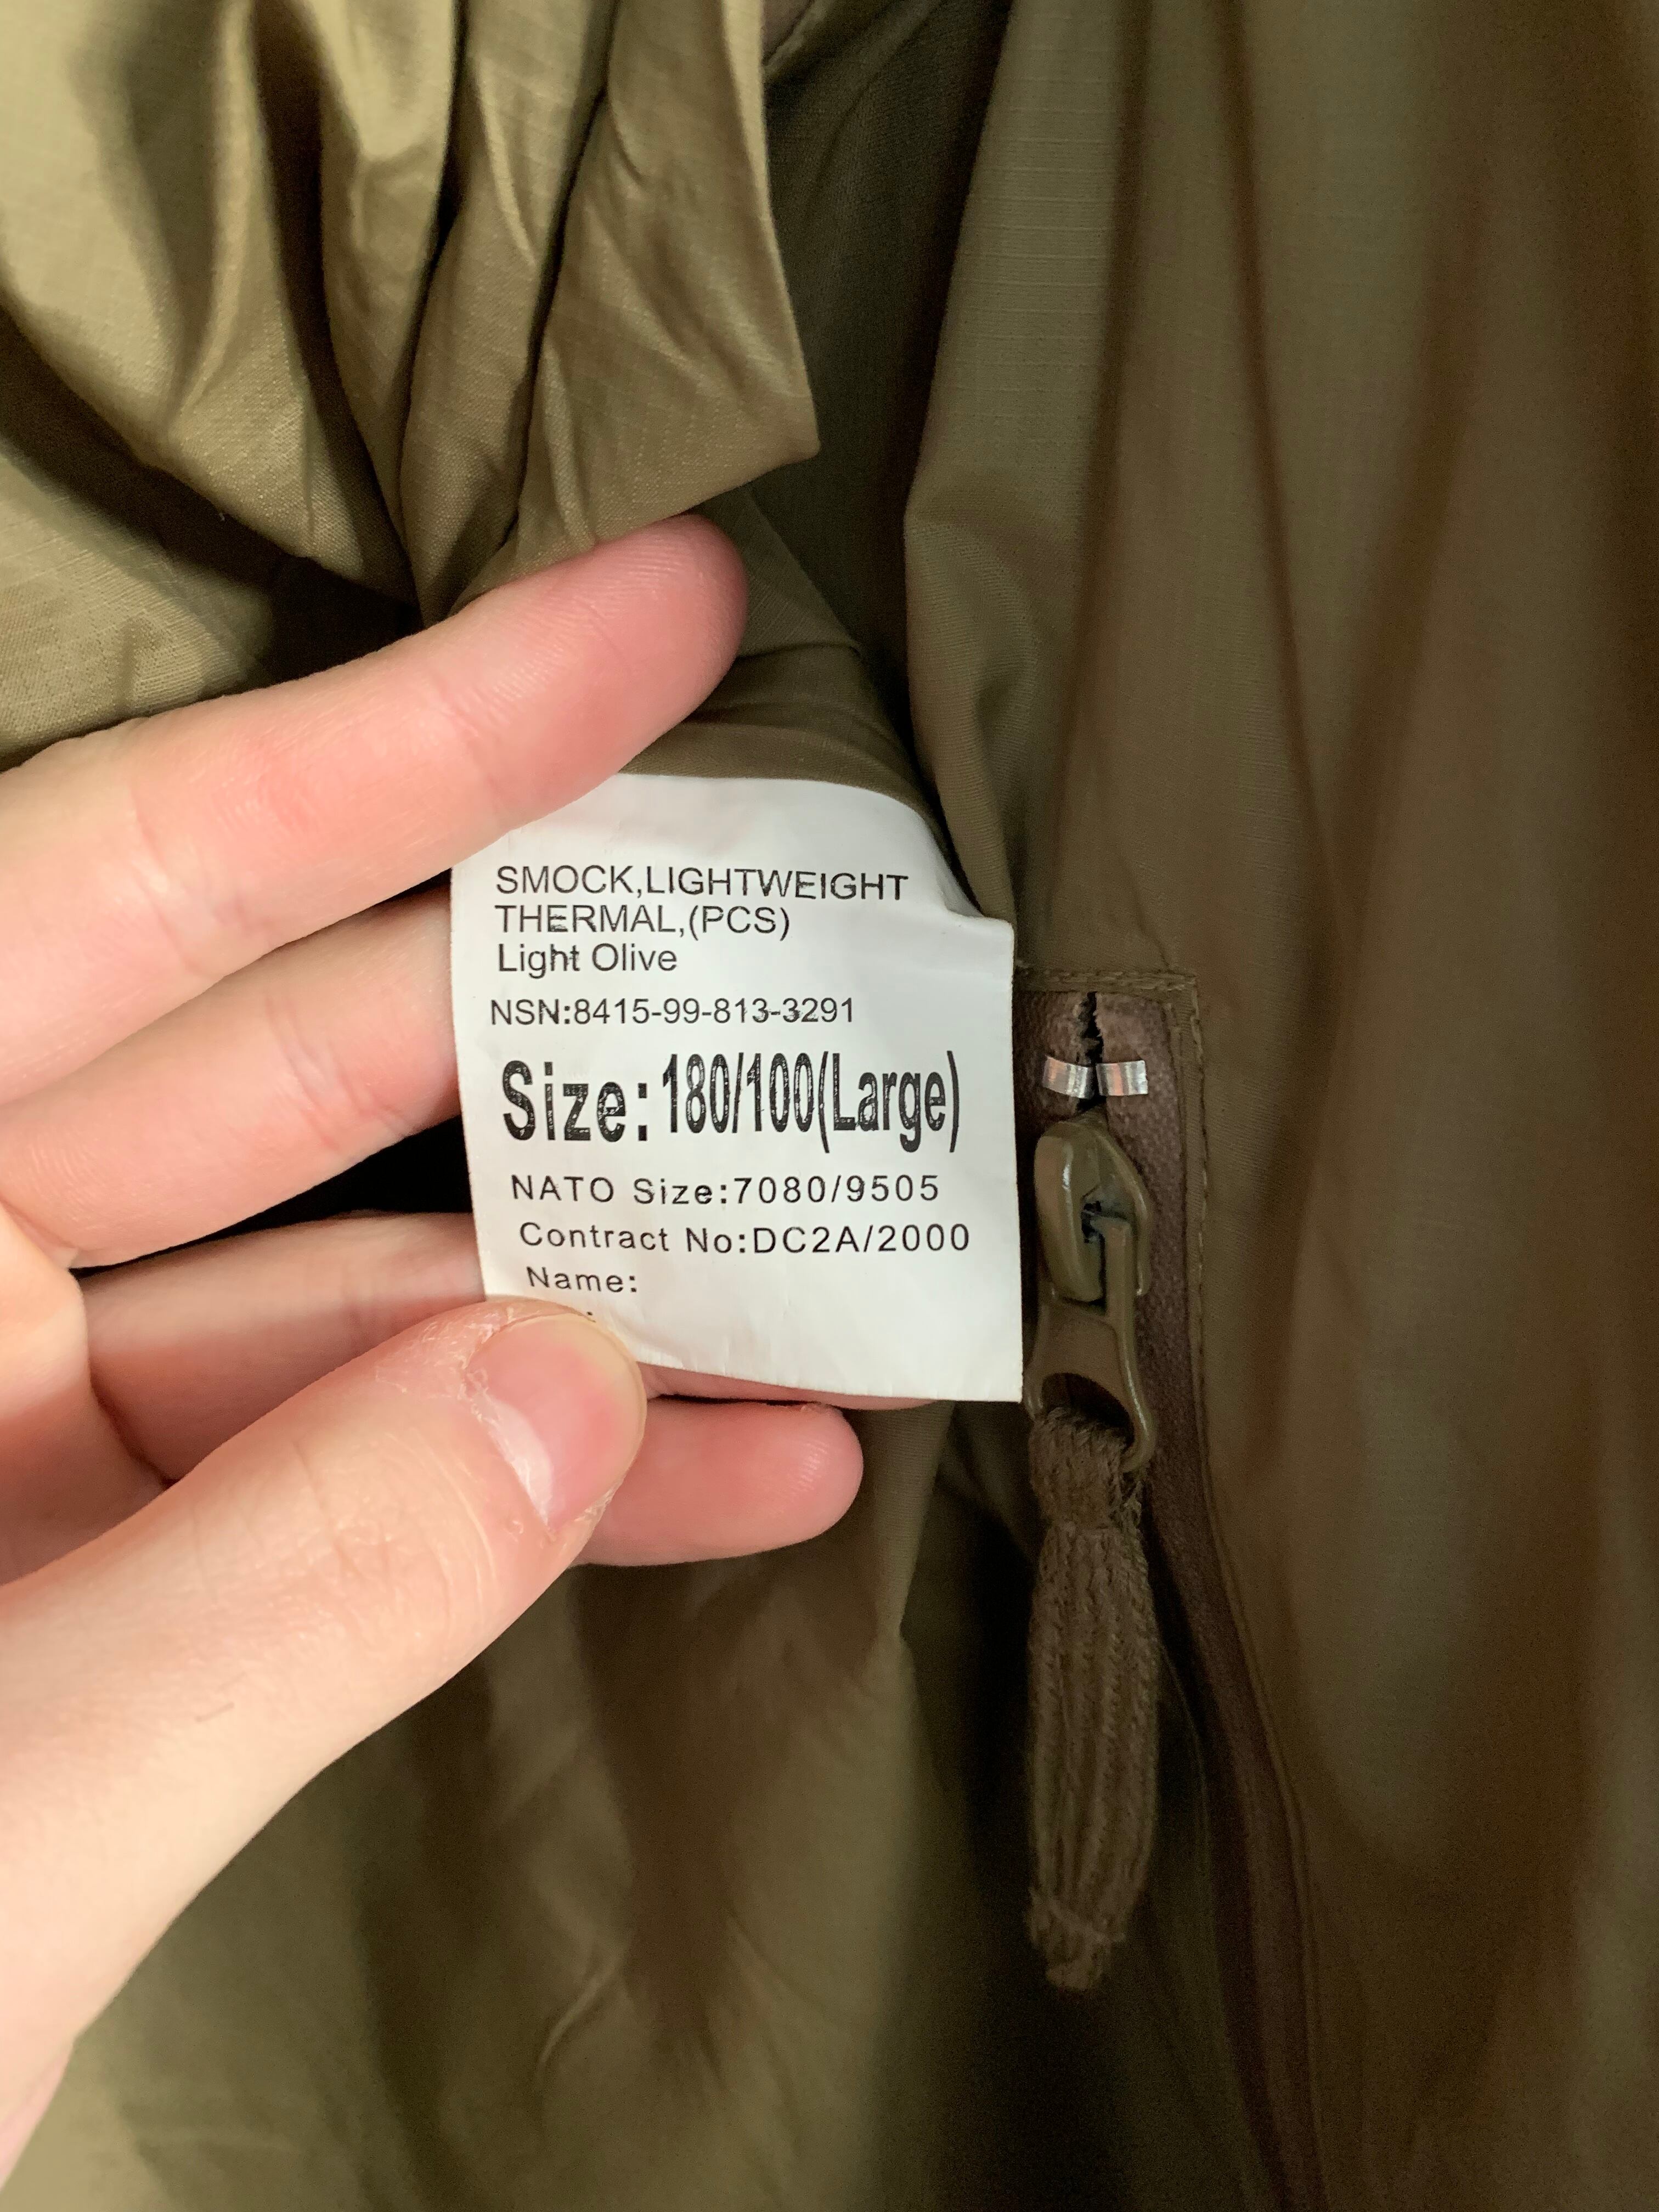 SMOCK,LIGHTWEIGHT
THERMAL,(PCS)
Light Olive
NSN:8415-99-813-3291
Size:180/100(Large)
NATO Size:7080/9505
Contract No:DC2A/2000
Name: